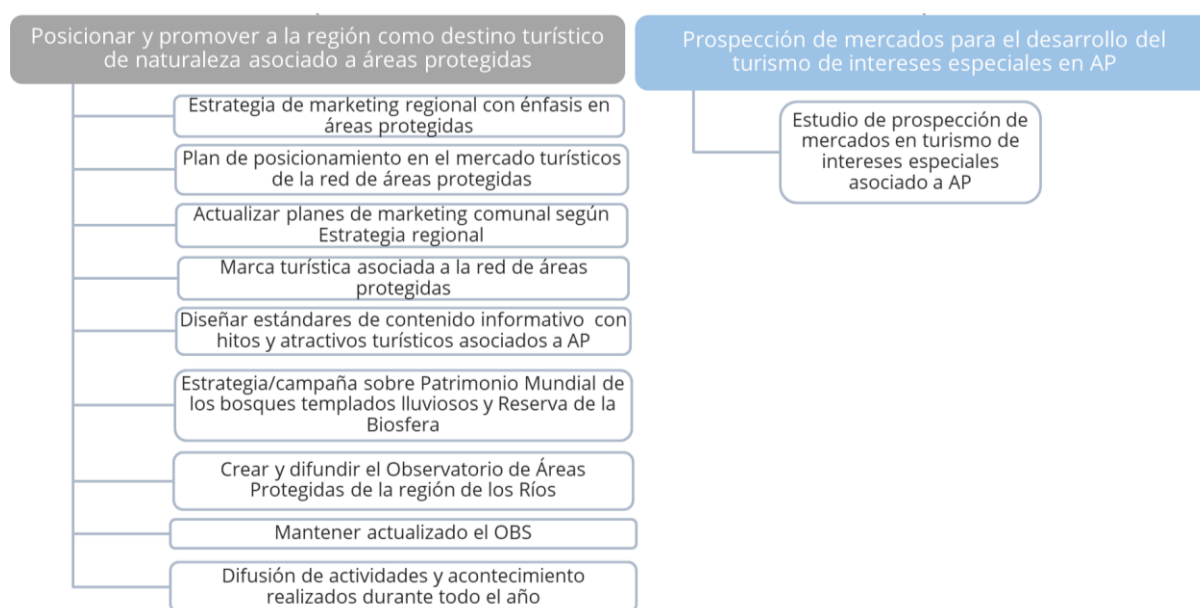 Posicionar y promover a la región como destino turístico
de naturaleza asociado a áreas protegidas
Estrategia de marketing regional con énfasis en
áreas protegidas
Plan de posicionamiento en el mercado turísticos
de la red de áreas protegidas
Actualizar planes de marketing comunal según
Estrategia regional
Marca turística asociada a la red de áreas
protegidas
Diseñar estándares de contenido informativo con
hitos y atractivos turísticos asociados a AP
Estrategia/campaña sobre Patrimonio Mundial de
los bosques templados lluviosos y Reserva de la
Biosfera
Crear y difundir el Observatorio de Áreas
Protegidas de la región de los Ríos
Mantener actualizado el OBS
Difusión de actividades y acontecimiento
realizados durante todo el año
Prospección de mercados para el desarrollo del
turismo de intereses especiales en AP
Estudio de prospección de
mercados en turismo de
intereses especiales
asociado a AP